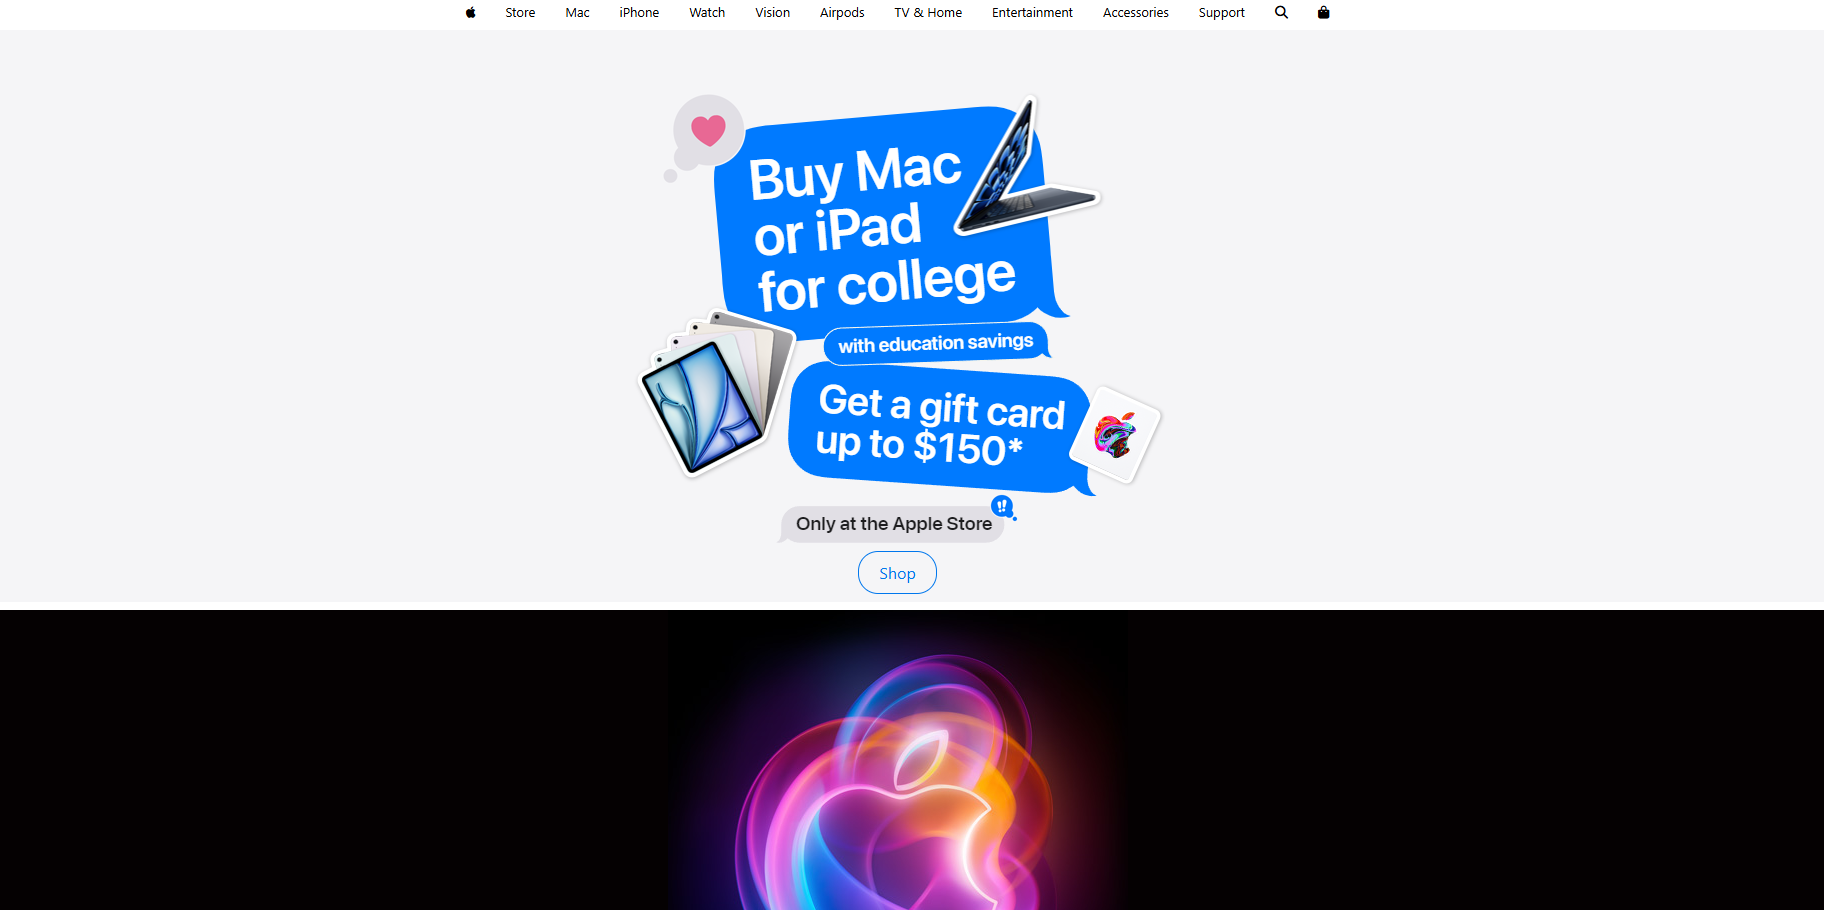 Store Mac iPhone Watch Vision Airpods TV & Home Entertainment Accessories Support
Buy Mac
or iPad
for college
with education savings
Get a gift card
up to $150*
!!
Only at the Apple Store
Shop